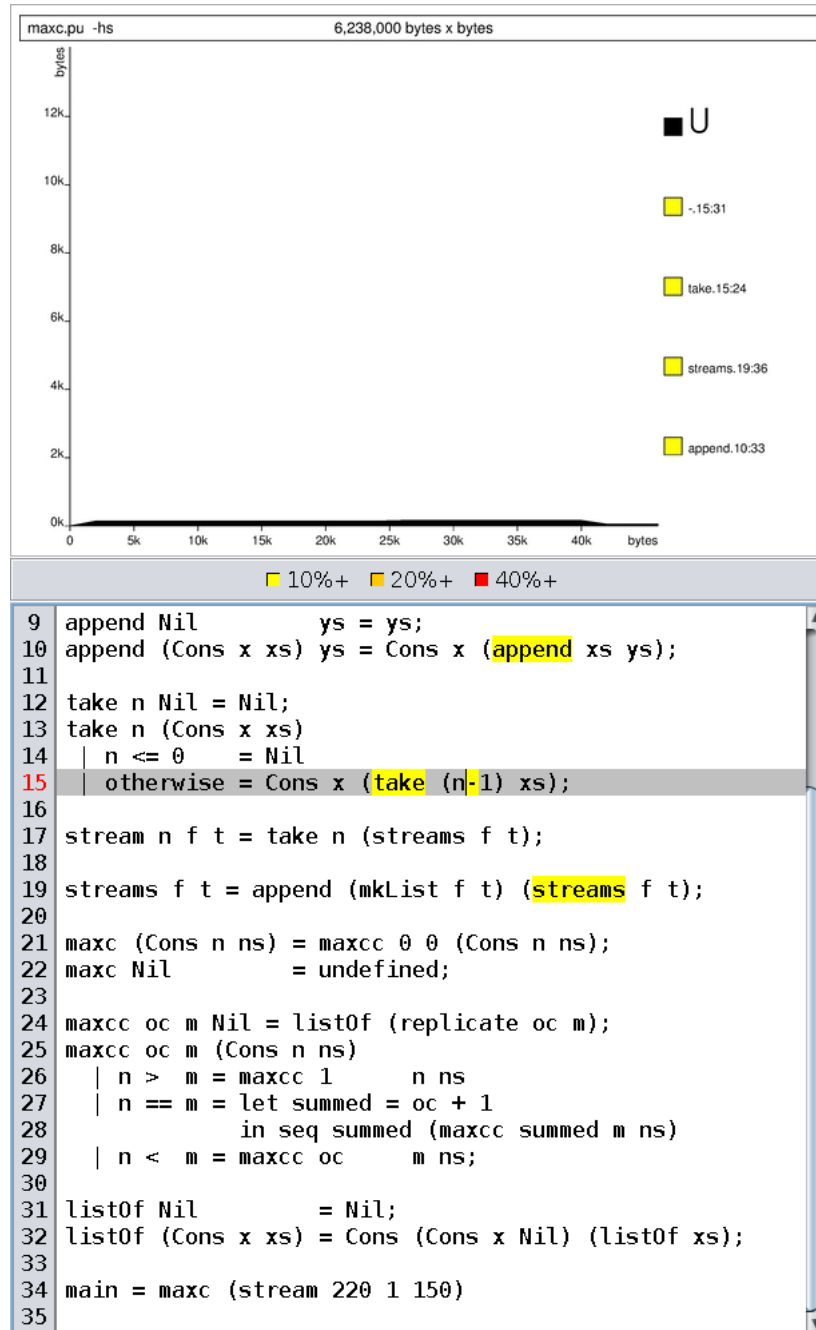 maxc.pu -hs 6,238,000 bytes x bytes
bytes
12k
10k
8k
6k
4k
2k
0k
0 5k 10k 15k 20k 25k 30k 35k 40k bytes
U
-.15:31
take.15:24
streams.19:36
append.10:33
10%+ 20%+ 40%+
9 append Nil ys = ys;
10 append (Cons x xs) ys = Cons x (append xs ys);
11
12 take n Nil = Nil;
13 take n (Cons x xs)
14 | n <= 0 = Nil
15 | otherwise = Cons x (take (n-1) xs);
16
17 stream n f t = take n (streams f t);
18
19 streams f t = append (mkList f t) (streams f t);
20
21 maxc (Cons n ns) = maxcc 0 0 (Cons n ns);
22 maxc Nil = undefined;
23
24 maxcc oc m Nil = listOf (replicate oc m);
25 maxcc oc m (Cons n ns)
26 | n > m = maxcc 1 n ns
27 | n == m = let summed = oc + 1
28 in seq summed (maxcc summed m ns)
29 | n < m = maxcc oc m ns;
30
31 listOf Nil = Nil;
32 listOf (Cons x xs) = Cons (Cons x Nil) (listOf xs);
33
34 main = maxc (stream 220 1 150)
35